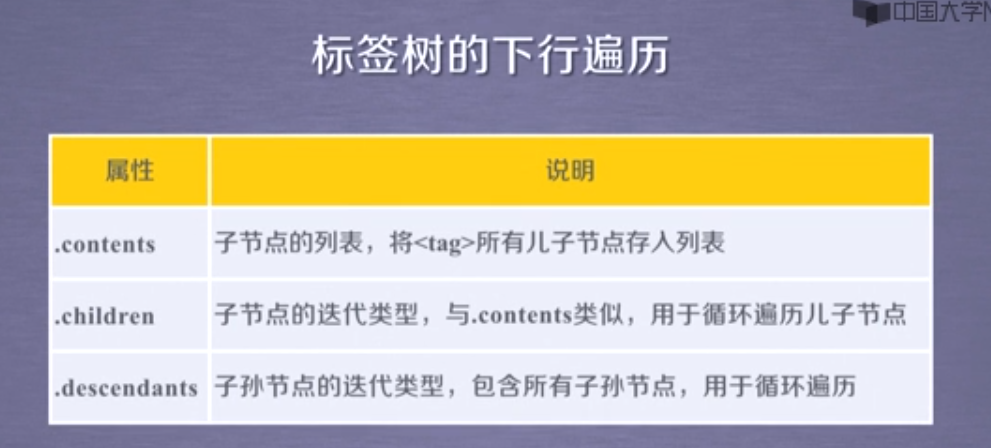 中国大学M
标签树的下行遍历
属性 说明
.contents 子节点的列表，将<tag>所有儿子节点存入列表
.children 子节点的迭代类型，与.contents类似，用于循环遍历儿子节点
.descendants 子孙节点的迭代类型，包含所有子孙节点，用于循环遍历